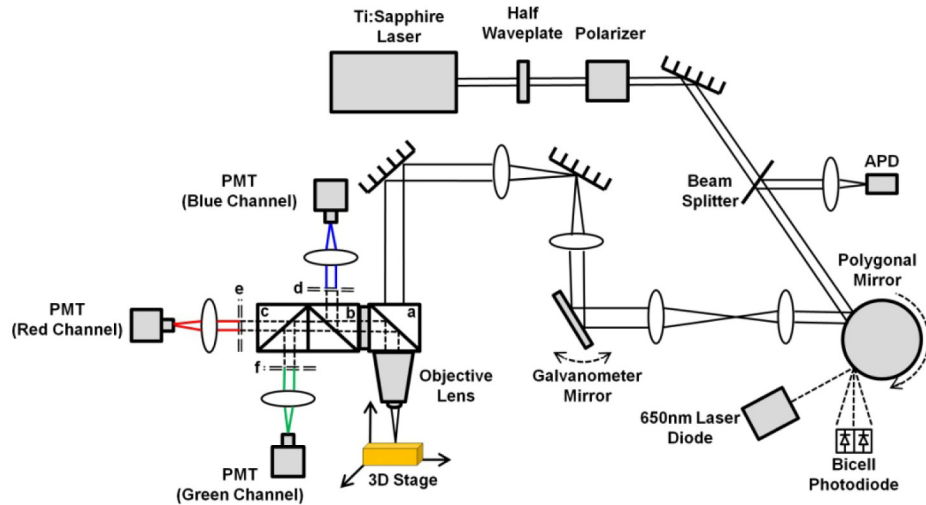 Ti:Sapphire
Laser
Half
Waveplate
Polarizer
APD
Beam
Splitter
PMT
(Blue Channel)
Polygonal
Mirror
e
d
c
b
a
PMT
(Red Channel)
f
Objective
Lens
Galvanometer
Mirror
650nm Laser
Diode
Bicell
Photodiode
PMT
(Green Channel)
3D Stage